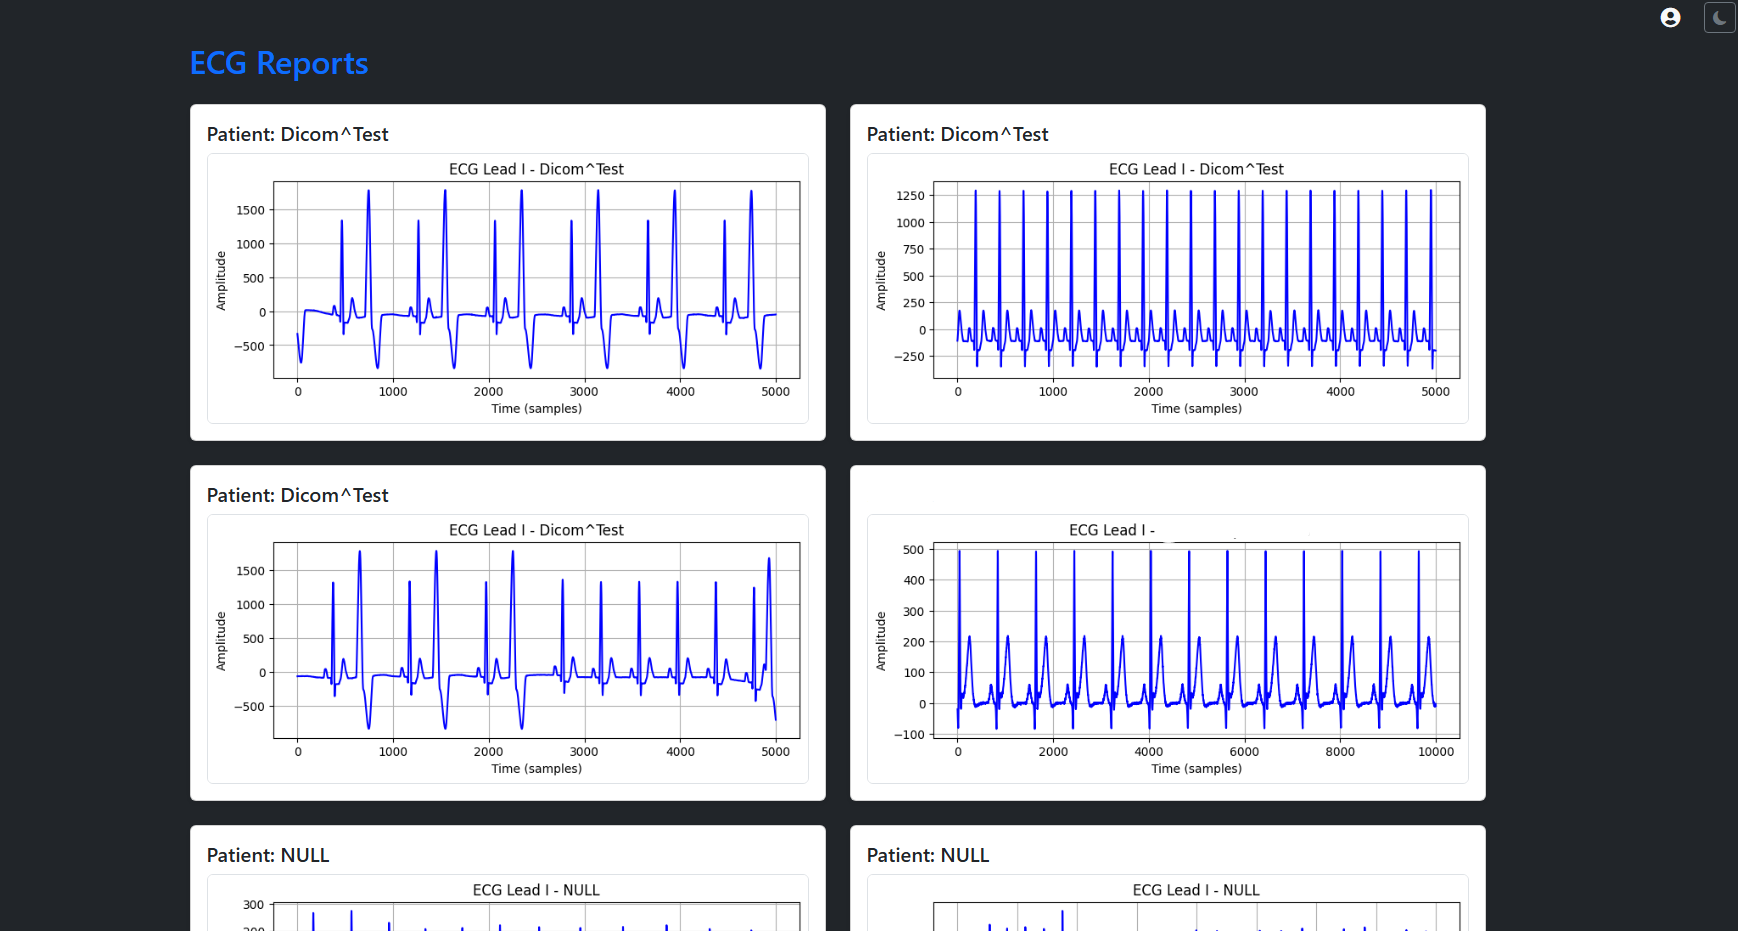 ECG Reports
Patient: Dicom^Test
ECG Lead I - Dicom^Test
1500
1000
500
0
−500
Amplitude
0 1000 2000 3000 4000 5000
Time (samples)
Patient: Dicom^Test
ECG Lead I - Dicom^Test
1250
1000
750
500
250
0
−250
Amplitude
0 1000 2000 3000 4000 5000
Time (samples)
Patient: Dicom^Test
ECG Lead I - Dicom^Test
1500
1000
500
0
−500
Amplitude
0 1000 2000 3000 4000 5000
Time (samples)
ECG Lead I -
500
400
300
200
100
0
−100
Amplitude
0 2000 4000 6000 8000 10000
Time (samples)
Patient: NULL
ECG Lead I - NULL
300
Patient: NULL
ECG Lead I - NULL